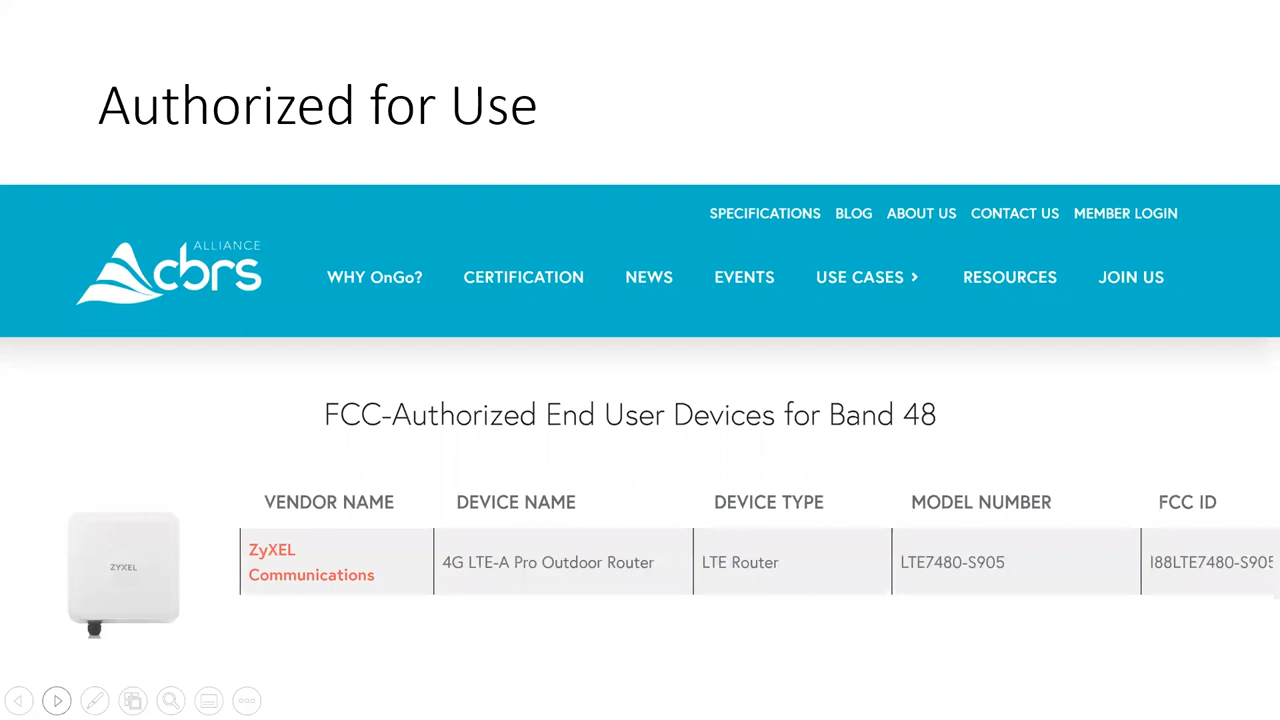 Authorized for Use
SPECIFICATIONS BLOG ABOUT US CONTACT US MEMBER LOGIN
ALLIANCE
cbrs
WHY OnGo? CERTIFICATION NEWS EVENTS USE CASES > RESOURCES JOIN US
FCC-Authorized End User Devices for Band 48
VENDOR NAME DEVICE NAME DEVICE TYPE MODEL NUMBER FCC ID
ZyXEL
Communications
4G LTE-A Pro Outdoor Router LTE Router LTE7480-S905 I88LTE7480-S905
ZYXEL